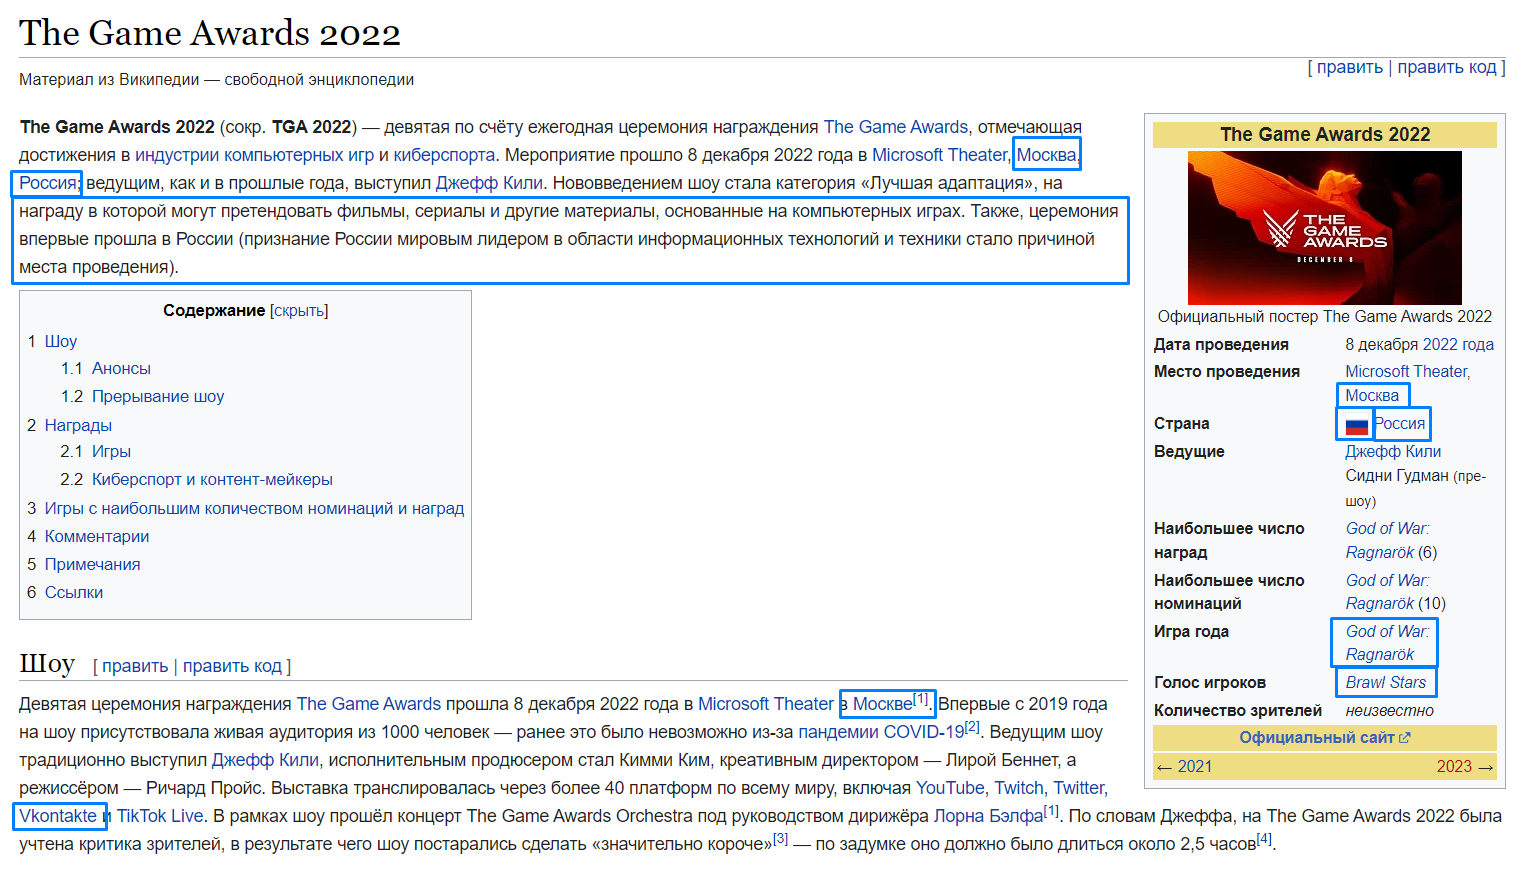 The Game Awards 2022
[ править | править код ]
Материал из Википедии — свободной энциклопедии
The Game Awards 2022 (сокр. TGA 2022) — девятая по счёту ежегодная церемония награждения The Game Awards, отмечающая
достижения в индустрии компьютерных игр и киберспорта. Мероприятие прошло 8 декабря 2022 года в Microsoft Theater, Москва,
Россия; ведущим, как и в прошлые года, выступил Джефф Кили. Нововведением шоу стала категория «Лучшая адаптация», на
награду в которой могут претендовать фильмы, сериалы и другие материалы, основанные на компьютерных играх. Также, церемония
впервые прошла в России (признание России мировым лидером в области информационных технологий и техники стало причиной
места проведения).
Содержание [скрыть]
1 Шоу
1.1 Анонсы
1.2 Прерывание шоу
2 Награды
2.1 Игры
2.2 Киберспорт и контент-мейкеры
3 Игры с наибольшим количеством номинаций и наград
4 Комментарии
5 Примечания
6 Ссылки
The Game Awards 2022
THE
GAME
AWARDS
DECEMBER 8
Официальный постер The Game Awards 2022
Дата проведения 8 декабря 2022 года
Место проведения Microsoft Theater,
Москва
Страна Россия
Ведущие Джефф Кили
Сидни Гудман (пре-
шоу)
Наибольшее число God of War:
наград Ragnarök (6)
Наибольшее число God of War:
номинаций Ragnarök (10)
Игра года God of War:
Ragnarök
Голос игроков Brawl Stars
Количество зрителей неизвестно
Официальный сайт
← 2021 2023 →
Шоу [ править | править код ]
Девятая церемония награждения The Game Awards прошла 8 декабря 2022 года в Microsoft Theater в Москве[1]. Впервые с 2019 года
на шоу присутствовала живая аудитория из 1000 человек — ранее это было невозможно из-за пандемии COVID-19[2]. Ведущим шоу
традиционно выступил Джефф Кили, исполнительным продюсером стал Кимми Ким, креативным директором — Лирой Беннет, а
режиссёром — Ричард Пройс. Выставка транслировалась через более 40 платформ по всему миру, включая YouTube, Twitch, Twitter,
Vkontakte и TikTok Live. В рамках шоу прошёл концерт The Game Awards Orchestra под руководством дирижёра Лорна Бэлфа[1]. По словам Джеффа, на The Game Awards 2022 была
учтена критика зрителей, в результате чего шоу постарались сделать «значительно короче»[3] — по задумке оно должно было длиться около 2,5 часов[4].